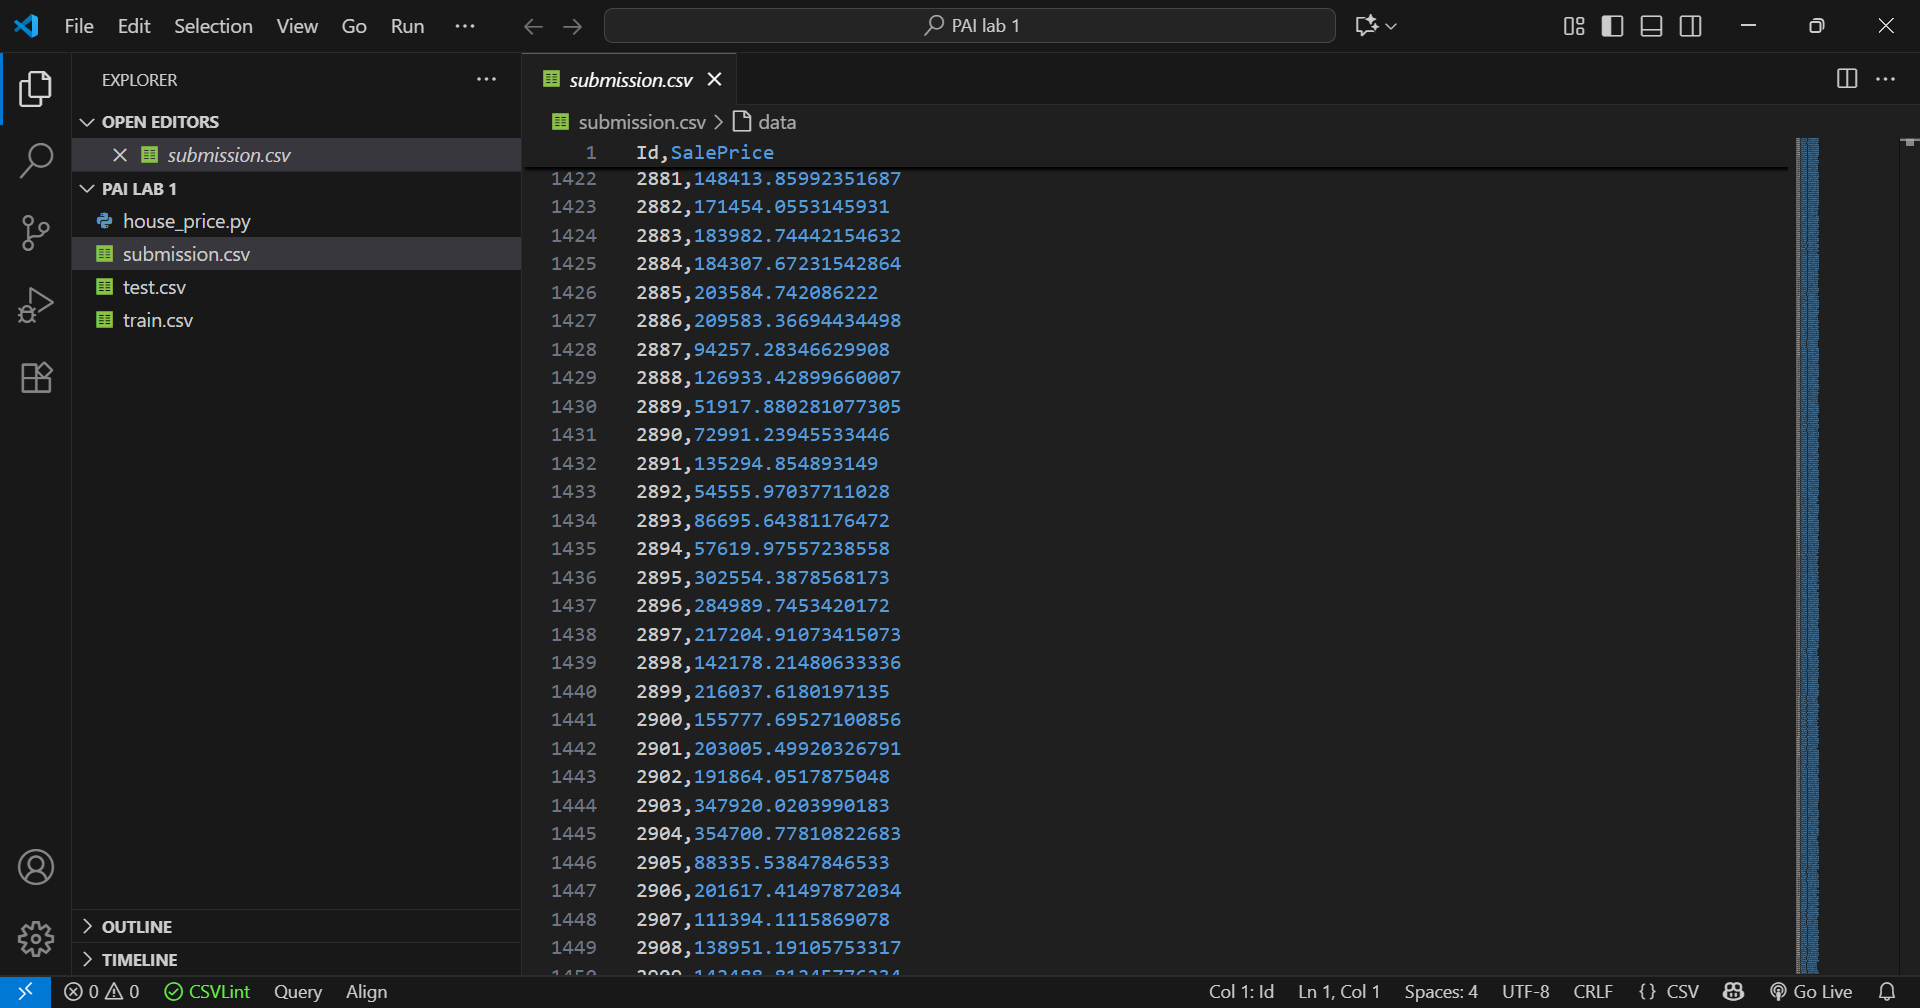 File Edit Selection View Go Run ··· PAI lab 1
EXPLORER ···
OPEN EDITORS
submission.csv
PAI LAB 1
house_price.py
submission.csv
test.csv
train.csv
OUTLINE
TIMELINE
submission.csv
submission.csv > data
1 Id,SalePrice
1422 2881,148413.85992351687
1423 2882,171454.0553145931
1424 2883,183982.74442154632
1425 2884,184307.67231542864
1426 2885,203584.742086222
1427 2886,209583.36694434498
1428 2887,94257.28346629908
1429 2888,126933.42899660007
1430 2889,51917.880281077305
1431 2890,72991.23945533446
1432 2891,135294.854893149
1433 2892,54555.97037711028
1434 2893,86695.64381176472
1435 2894,57619.97557238558
1436 2895,302554.3878568173
1437 2896,284989.7453420172
1438 2897,217204.91073415073
1439 2898,142178.21480633336
1440 2899,216037.6180197135
1441 2900,155777.69527100856
1442 2901,203005.49920326791
1443 2902,191864.0517875048
1444 2903,347920.0203990183
1445 2904,354700.77810822683
1446 2905,88335.53847846533
1447 2906,201617.41497872034
1448 2907,111394.1115869078
1449 2908,138951.19105753317
1450 2909,142488.81245776334
0 0 CSVLint Query Align Col 1: Id Ln 1, Col 1 Spaces: 4 UTF-8 CRLF {} CSV Go Live